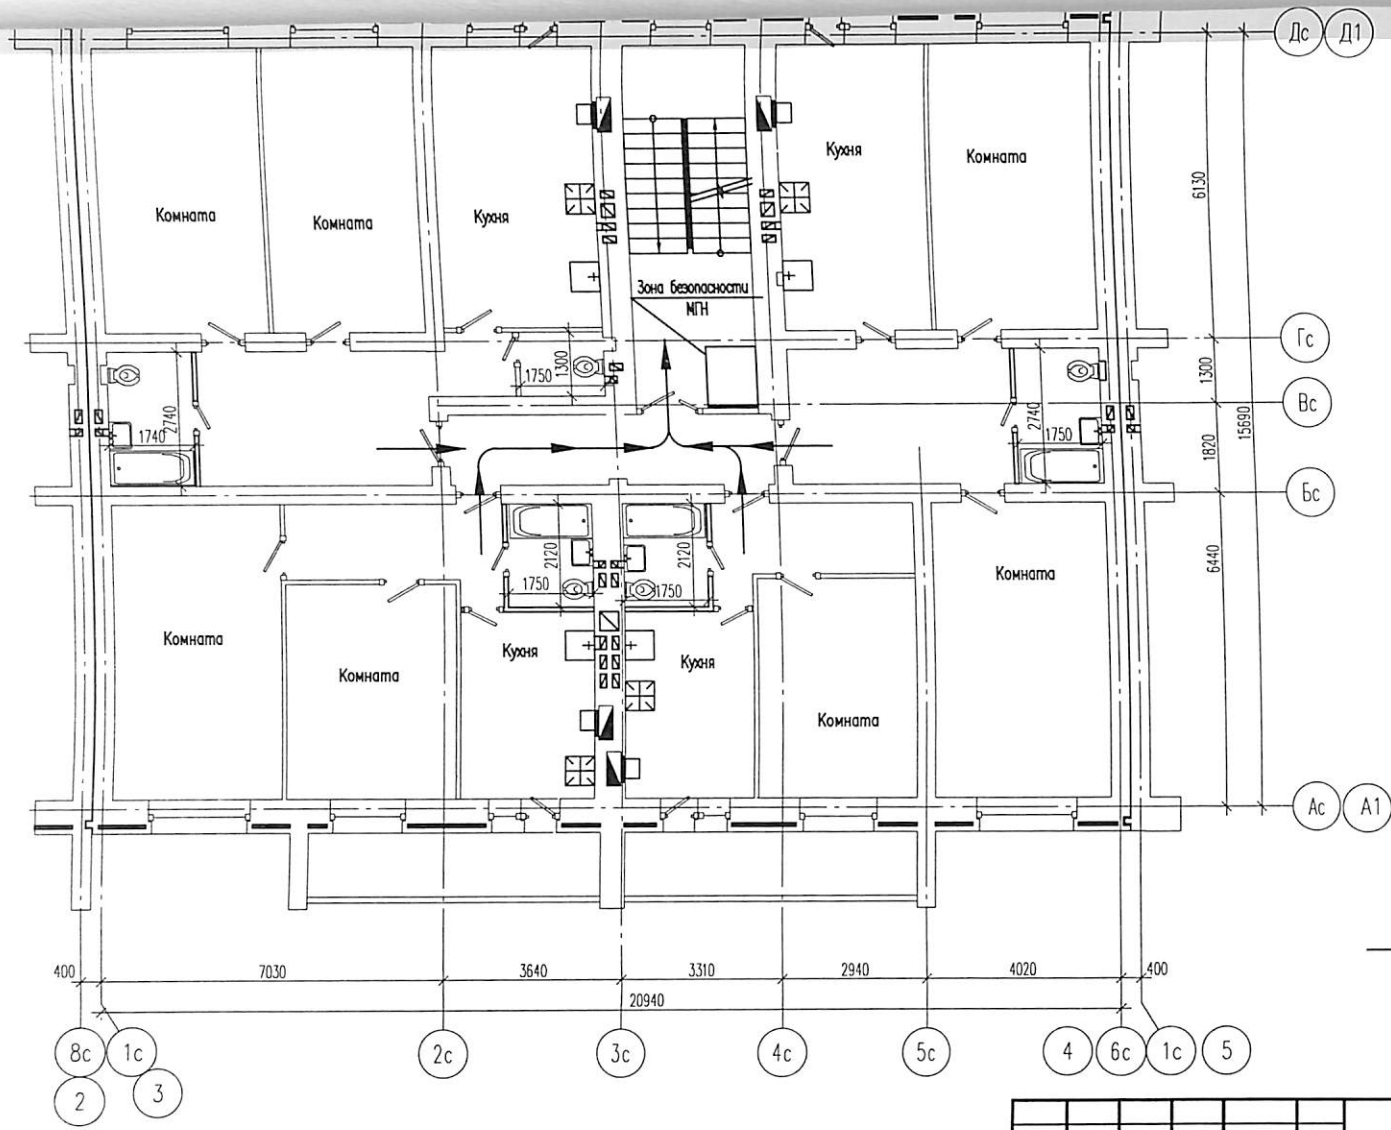 Дс Д1
6130
15690
Комната
Комната
Кухня
Кухня
Комната
Зона безопасности
МГН
Гс
1300
1750
1300
Вс
2740
1740
2740
1750
1820
Бс
2120
1750
2120
1750
6440
Комната
Комната
Комната
Кухня
Кухня
Комната
Ас А1
400 7030 3640 3310 2940 4020 400
20940
8с 1с 2с 3с 4с 5с 4 6с 1с 5
2 3